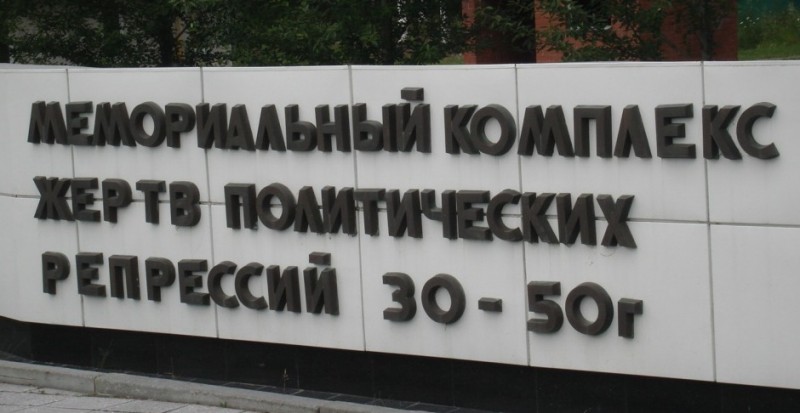 МЕМОРИАЛЬНЫЙ КОМПЛЕКС
ЖЕРТВ ПОЛИТИЧЕСКИХ
РЕПРЕССИЙ 30 - 50г